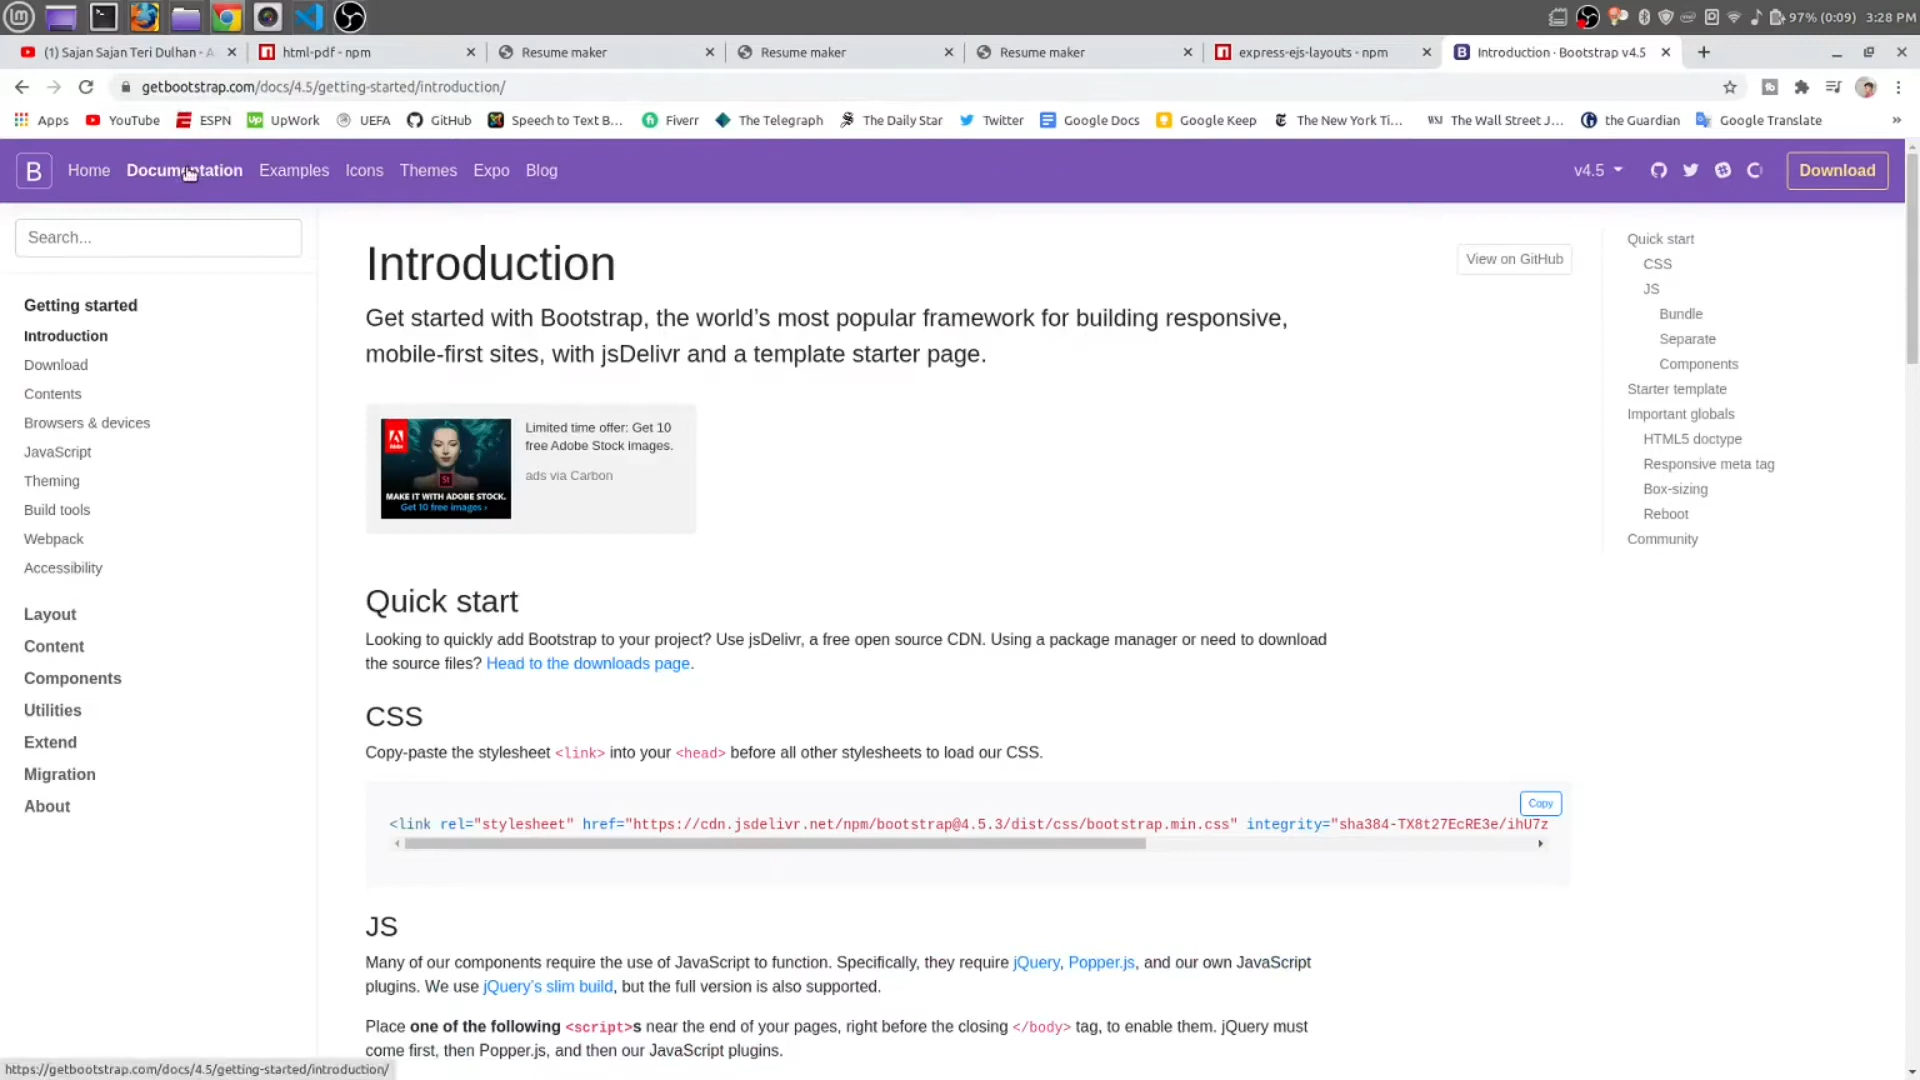 97% (0:09) 3:28 PM
(1) Sajan Sajan Teri Dulhan - A
html-pdf - npm
Resume maker
Resume maker
Resume maker
express-ejs-layouts - npm
Introduction · Bootstrap v4.5
getbootstrap.com/docs/4.5/getting-started/introduction/
Apps
YouTube
ESPN
UpWork
UEFA
GitHub
Speech to Text B...
Fiverr
The Telegraph
The Daily Star
Twitter
Google Docs
Google Keep
The New York Ti...
The Wall Street J...
the Guardian
Google Translate
»
B
Home
Documentation
Examples
Icons
Themes
Expo
Blog
v4.5
Download
Search...
Getting started
Introduction
Download
Contents
Browsers & devices
JavaScript
Theming
Build tools
Webpack
Accessibility
Layout
Content
Components
Utilities
Extend
Migration
About
Introduction
View on GitHub
Get started with Bootstrap, the world's most popular framework for building responsive,
mobile-first sites, with jsDelivr and a template starter page.
Adobe
St
MAKE IT WITH ADOBE STOCK.
Get 10 free images ›
Limited time offer: Get 10
free Adobe Stock images.
ads via Carbon
Quick start
Looking to quickly add Bootstrap to your project? Use jsDelivr, a free open source CDN. Using a package manager or need to download
the source files? Head to the downloads page.
CSS
Copy-paste the stylesheet <link> into your <head> before all other stylesheets to load our CSS.
Copy
<link rel="stylesheet" href="https://cdn.jsdelivr.net/npm/bootstrap@4.5.3/dist/css/bootstrap.min.css" integrity="sha384-TX8t27EcRE3e/ihU7z
JS
Many of our components require the use of JavaScript to function. Specifically, they require jQuery, Popper.js, and our own JavaScript
plugins. We use jQuery's slim build, but the full version is also supported.
Place one of the following <script>s near the end of your pages, right before the closing </body> tag, to enable them. jQuery must
come first, then Popper.js, and then our JavaScript plugins.
Quick start
CSS
JS
Bundle
Separate
Components
Starter template
Important globals
HTML5 doctype
Responsive meta tag
Box-sizing
Reboot
Community
https://getbootstrap.com/docs/4.5/getting-started/introduction/